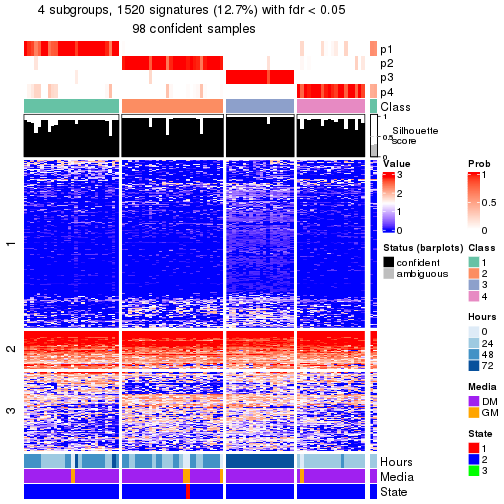 4 subgroups, 1520 signatures (12.7%) with fdr < 0.05
98 confident samples
p1
p2
p3
p4
Class
1
0.5
0
Silhouette
score
1
2
3
Hours
Media
State
Value
3
2
1
0
Prob
1
0.5
0
Status (barplots)
confident
ambiguous
Class
1
2
3
4
Hours
0
24
48
72
Media
DM
GM
State
1
2
3